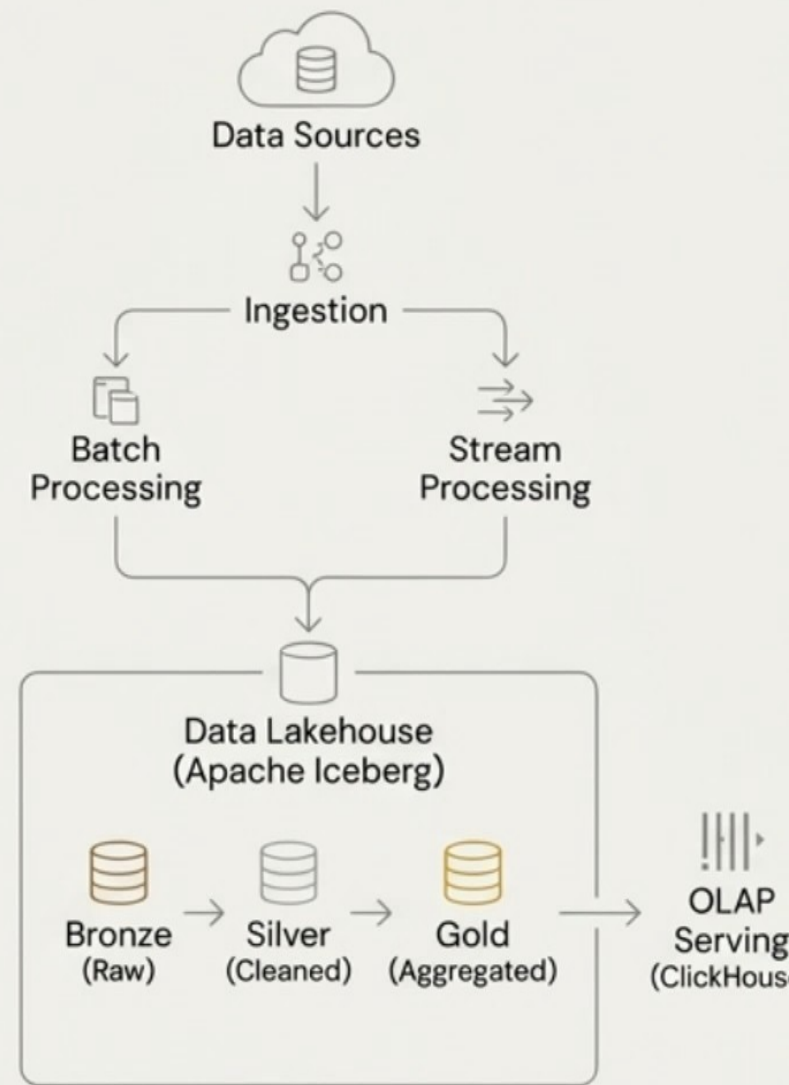 Data Sources
Ingestion
Batch
Processing
Stream
Processing
Data Lakehouse
(Apache Iceberg)
Bronze
(Raw)
Silver
(Cleaned)
Gold
(Aggregated)
OLAP
Serving
(ClickHous